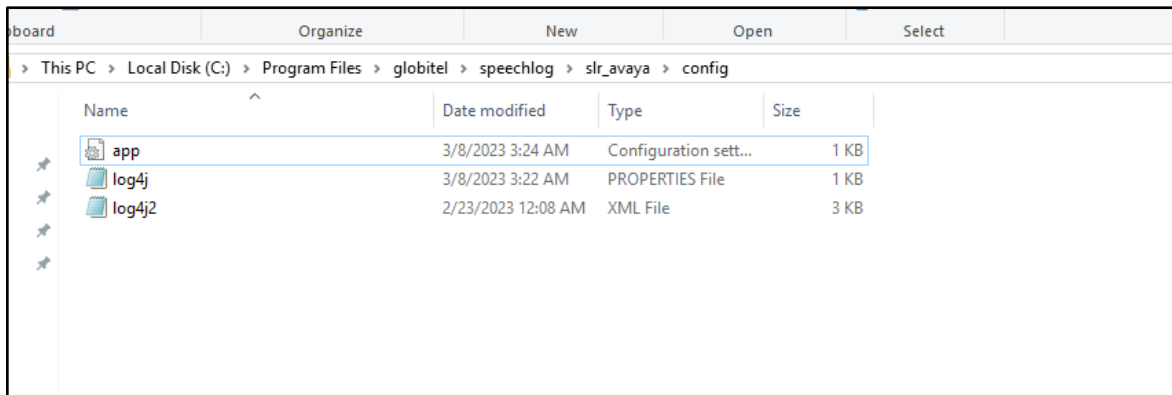 Organize New Open Select
> This PC > Local Disk (C:) > Program Files > globitel > speechlog > slr_avaya > config
Name Date modified Type Size
app 3/8/2023 3:24 AM Configuration sett... 1 KB
log4j 3/8/2023 3:22 AM PROPERTIES File 1 KB
log4j2 2/23/2023 12:08 AM XML File 3 KB